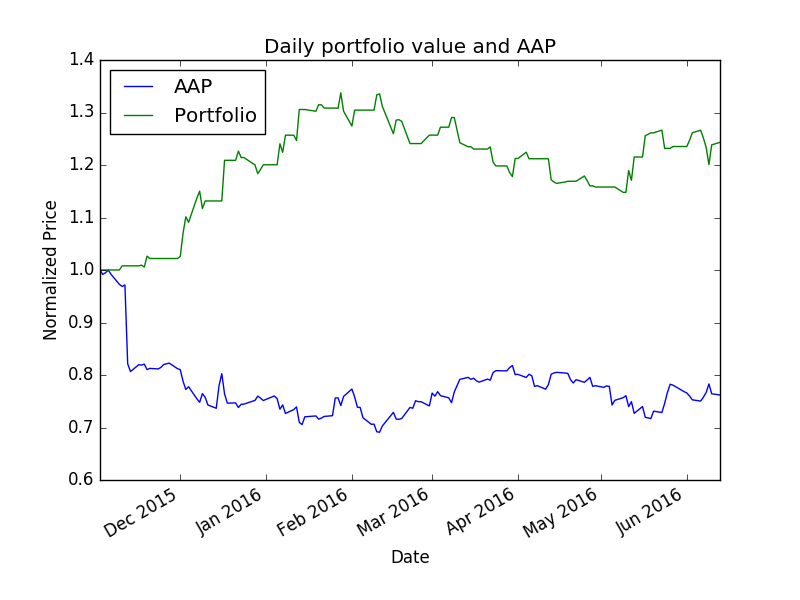 Daily portfolio value and AAP
AAP
Portfolio
1.4
1.3
1.2
1.1
1.0
0.9
0.8
0.7
0.6
Normalized Price
Dec 2015
Jan 2016
Feb 2016
Mar 2016
Apr 2016
May 2016
Jun 2016
Date